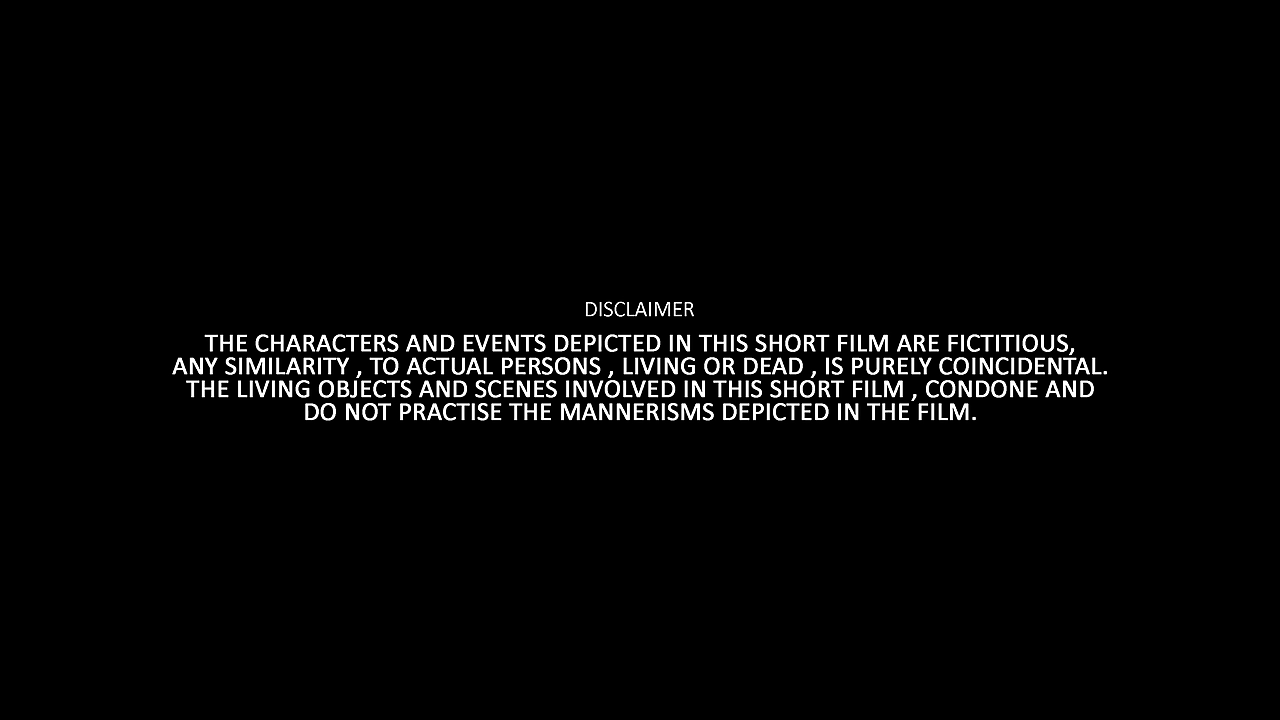 DISCLAIMER
THE CHARACTERS AND EVENTS DEPICTED IN THIS SHORT FILM ARE FICTITIOUS,
ANY SIMILARITY , TO ACTUAL PERSONS , LIVING OR DEAD , IS PURELY COINCIDENTAL.
THE LIVING OBJECTS AND SCENES INVOLVED IN THIS SHORT FILM , CONDONE AND
DO NOT PRACTISE THE MANNERISMS DEPICTED IN THE FILM.